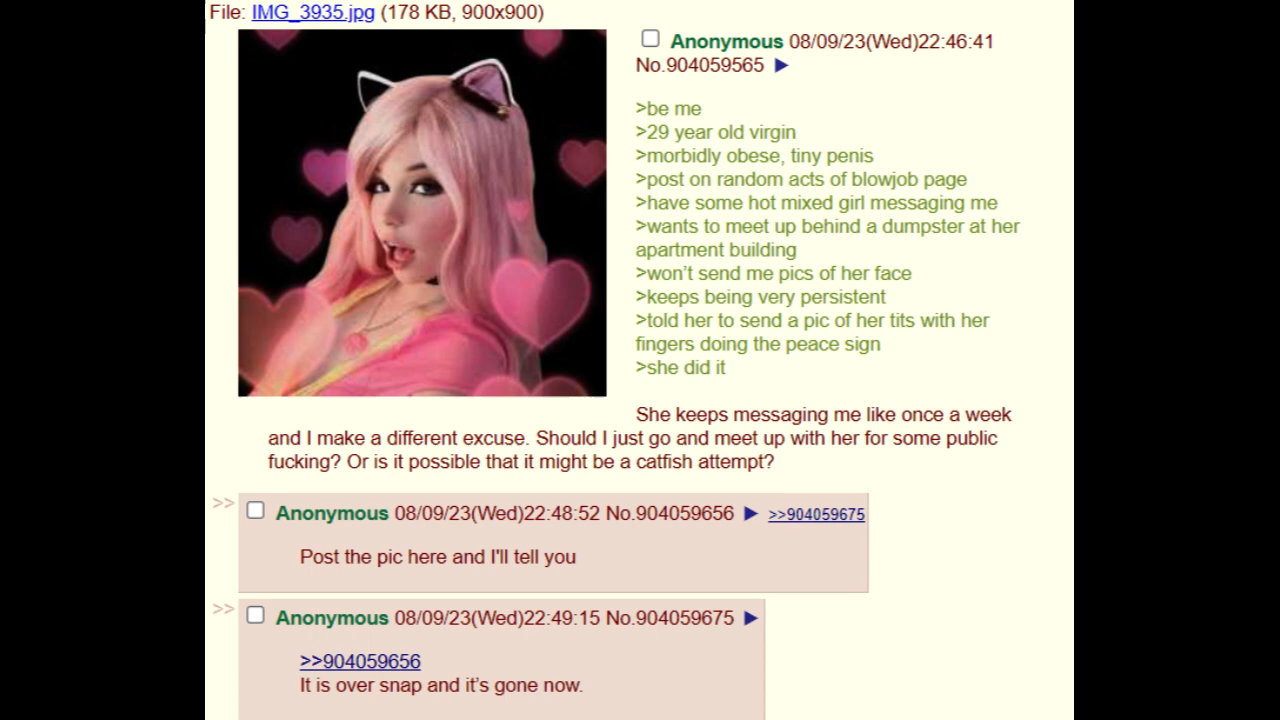 File: IMG_3935.jpg (178 KB, 900x900)
Anonymous 08/09/23(Wed)22:46:41
No.904059565 ▶
>be me
>29 year old virgin
>morbidly obese, tiny penis
>post on random acts of blowjob page
>have some hot mixed girl messaging me
>wants to meet up behind a dumpster at her
apartment building
>won’t send me pics of her face
>keeps being very persistent
>told her to send a pic of her tits with her
fingers doing the peace sign
>she did it
She keeps messaging me like once a week
and I make a different excuse. Should I just go and meet up with her for some public
fucking? Or is it possible that it might be a catfish attempt?
>> Anonymous 08/09/23(Wed)22:48:52 No.904059656 ▶ >>904059675
Post the pic here and I'll tell you
>> Anonymous 08/09/23(Wed)22:49:15 No.904059675 ▶
>>904059656
It is over snap and it’s gone now.